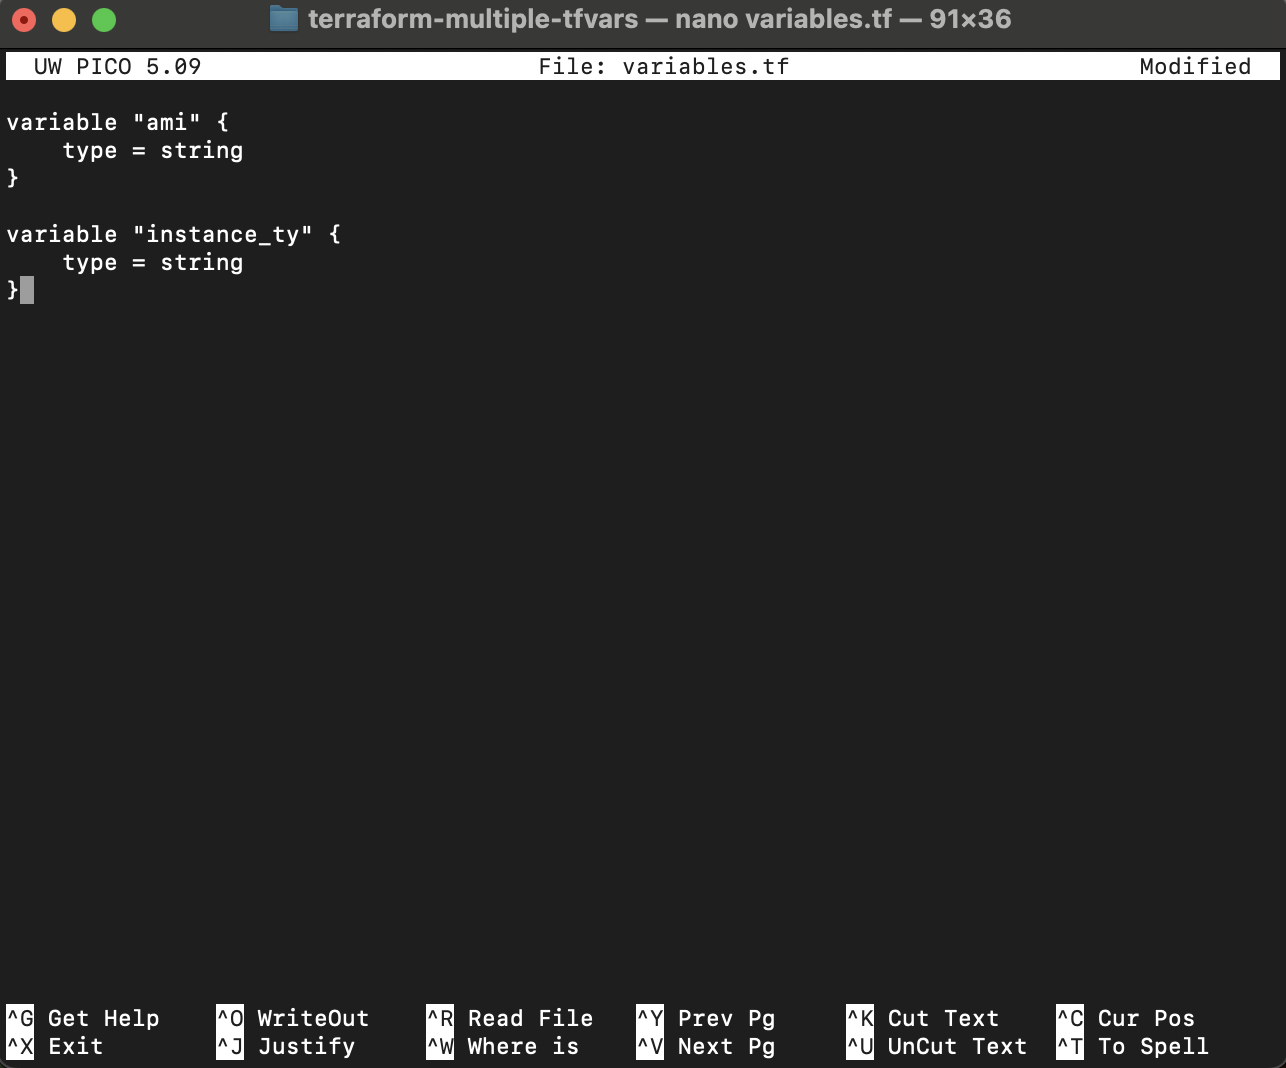 terraform-multiple-tfvars — nano variables.tf — 91×36
UW PICO 5.09 File: variables.tf Modified
variable "ami" {
    type = string
}
variable "instance_ty" {
    type = string
}
^G Get Help ^O WriteOut ^R Read File ^Y Prev Pg ^K Cut Text ^C Cur Pos
^X Exit ^J Justify ^W Where is ^V Next Pg ^U UnCut Text ^T To Spell